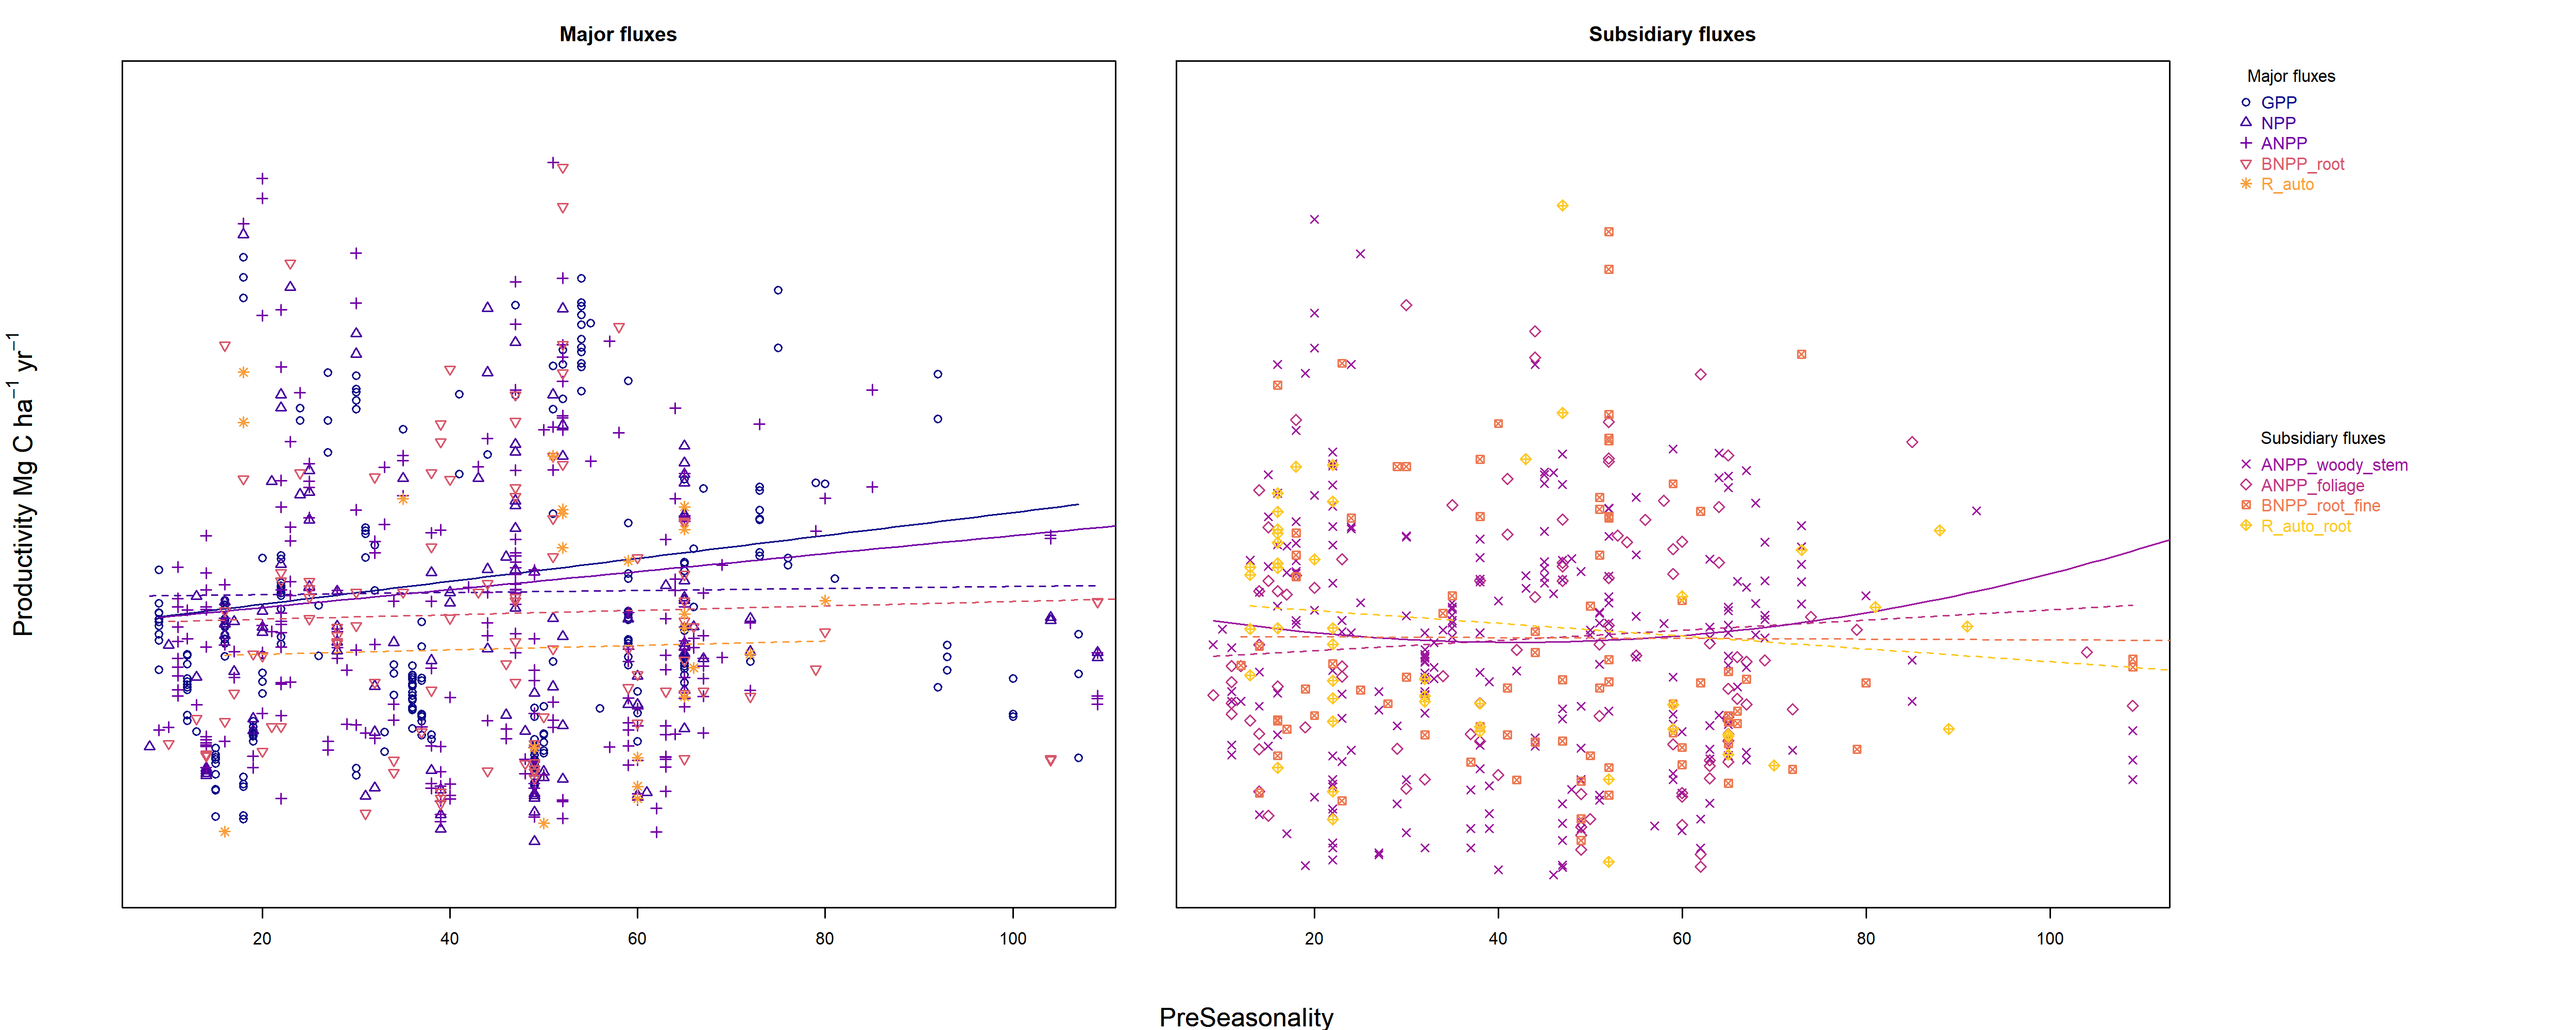 Major fluxes
Subsidiary fluxes
Productivity Mg C ha⁻¹ yr⁻¹
20 40 60 80 100
20 40 60 80 100
PreSeasonality
Major fluxes
GPP
NPP
ANPP
BNPP_root
R_auto
Subsidiary fluxes
ANPP_woody_stem
ANPP_foliage
BNPP_root_fine
R_auto_root